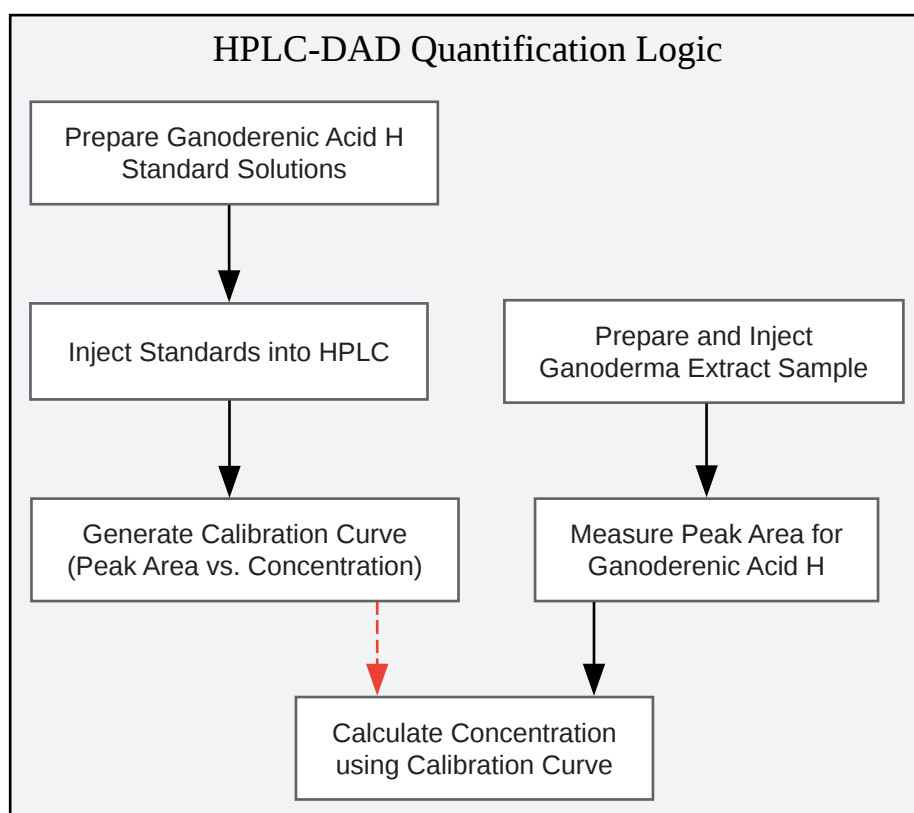 HPLC-DAD Quantification Logic
Prepare Ganoderenic Acid H
Standard Solutions
Inject Standards into HPLC
Prepare and Inject
Ganoderma Extract Sample
Generate Calibration Curve
(Peak Area vs. Concentration)
Measure Peak Area for
Ganoderenic Acid H
Calculate Concentration
using Calibration Curve